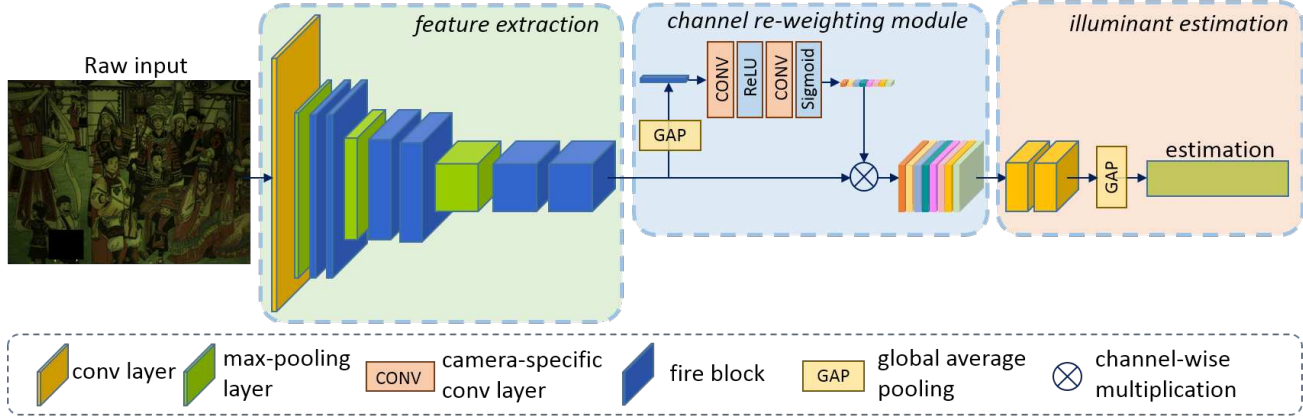 feature extraction
channel re-weighting module
illuminant estimation
Raw input
CONV
ReLU
CONV
Sigmoid
GAP
estimation
GAP
conv layer
max-pooling
layer
CONV
camera-specific
conv layer
fire block
GAP
global average
pooling
channel-wise
multiplication